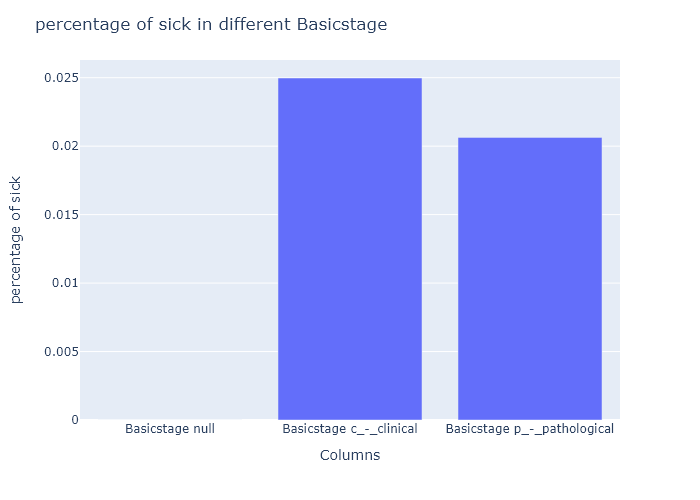 percentage of sick in different Basicstage
percentage of sick
0.025
0.02
0.015
0.01
0.005
0
Basicstage null
Basicstage c_-_clinical
Basicstage p_-_pathological
Columns